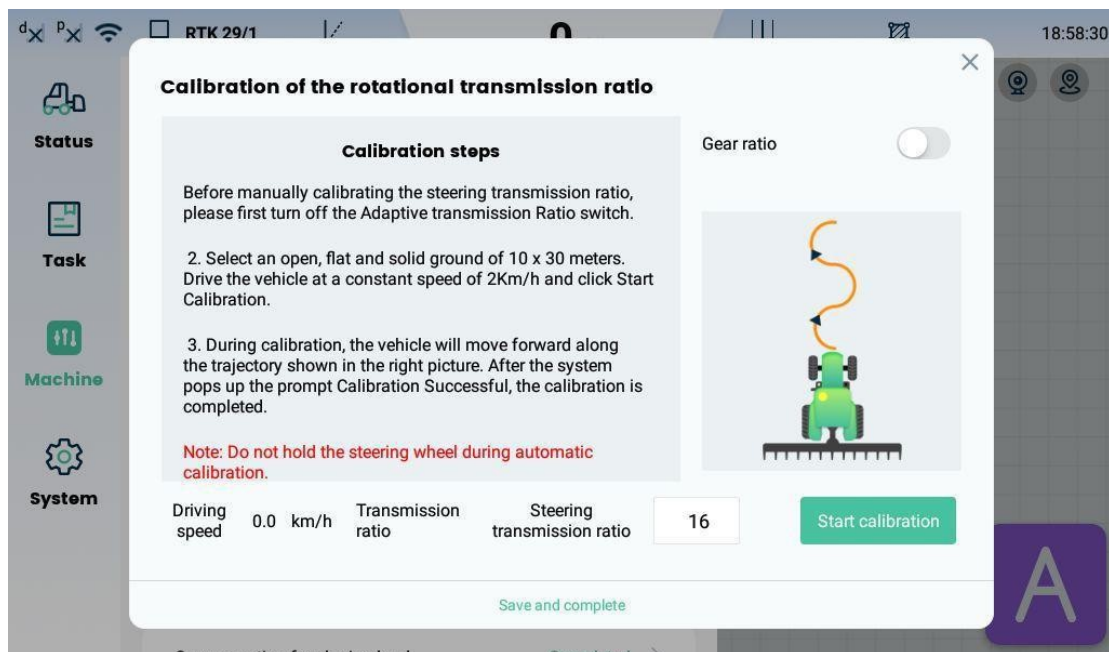 RTK 29/1
0
18:58:30
Status
Task
Machine
System
Calibration of the rotational transmission ratio
Calibration steps
Before manually calibrating the steering transmission ratio,
please first turn off the Adaptive transmission Ratio switch.
2. Select an open, flat and solid ground of 10 x 30 meters.
Drive the vehicle at a constant speed of 2Km/h and click Start
Calibration.
3. During calibration, the vehicle will move forward along
the trajectory shown in the right picture. After the system
pops up the prompt Calibration Successful, the calibration is
completed.
Note: Do not hold the steering wheel during automatic
calibration.
Gear ratio
Driving
speed
0.0 km/h
Transmission
ratio
Steering
transmission ratio
16
Start calibration
Save and complete
A